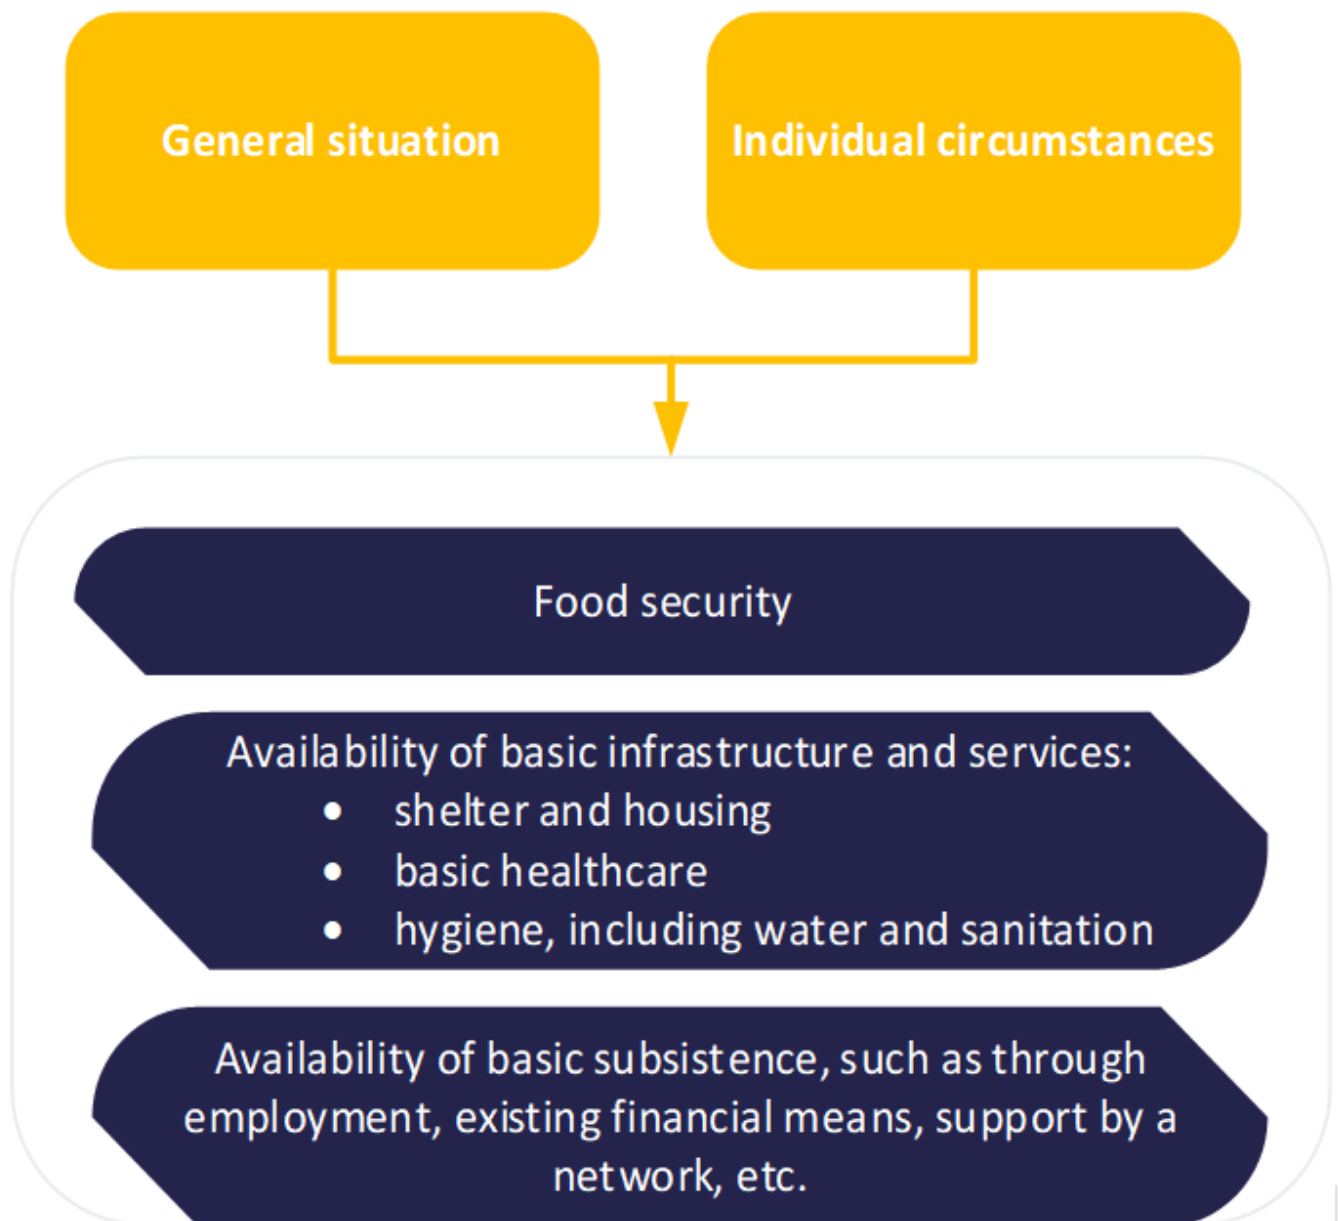 General situation
Individual circumstances
Food security
Availability of basic infrastructure and services:
• shelter and housing
• basic healthcare
• hygiene, including water and sanitation
Availability of basic subsistence, such as through
employment, existing financial means, support by a
network, etc.